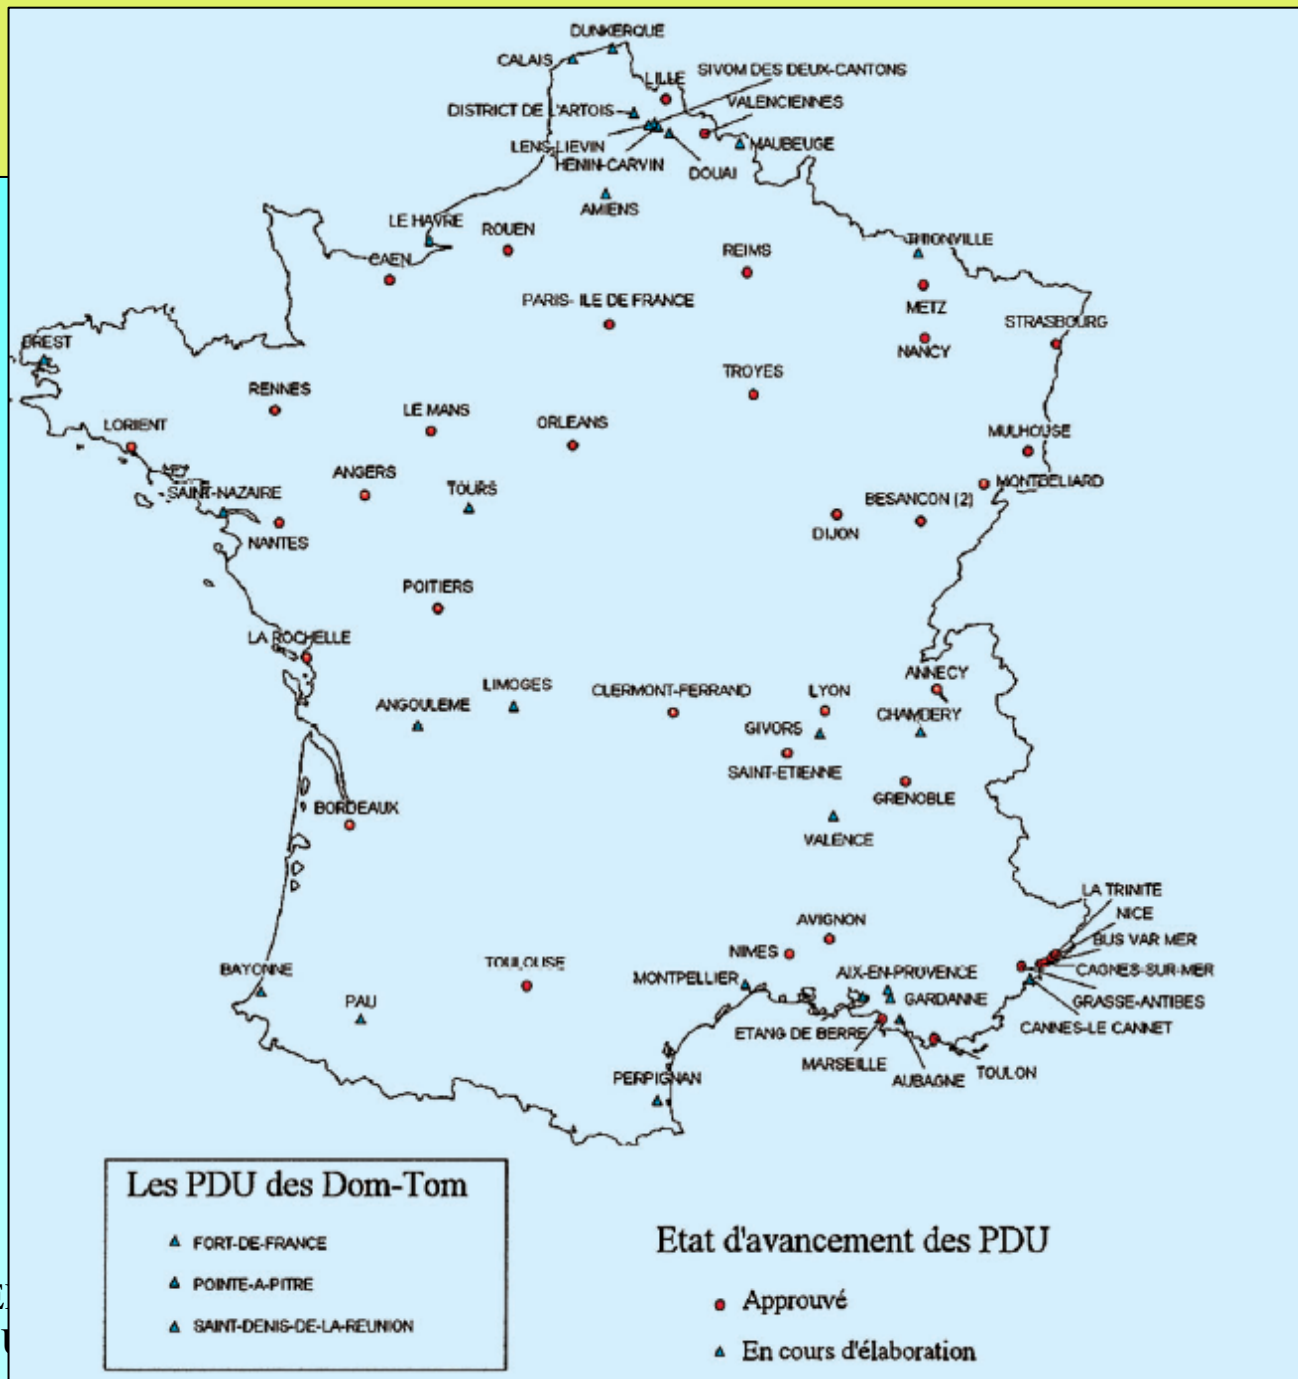 DUNKERQUE
CALAIS
SIVOM DES DEUX-CANTONS
LILLE
VALENCIENNES
DISTRICT DE L'ARTOIS
LENS-LIEVIN
MAUBEUGE
HENIN-CARVIN
DOUAI
AMIENS
LE HAVRE
ROUEN
THIONVILLE
REIMS
CAEN
PARIS- ILE DE FRANCE
METZ
STRASBOURG
BREST
NANCY
TROYES
RENNES
LE MANS
ORLEANS
LORIENT
MULHOUSE
ANGERS
MONTBELIARD
SAINT-NAZAIRE
TOURS
BESANCON (2)
DIJON
NANTES
POITIERS
LA ROCHELLE
ANNECY
LIMOGES
CLERMONT-FERRAND
LYON
ANGOULEME
CHAMBERY
GIVORS
SAINT-ETIENNE
GRENOBLE
BORDEAUX
VALENCE
LA TRINITE
NICE
AVIGNON
BUS VAR MER
NIMES
TOULOUSE
BAYONNE
CAGNES-SUR-MER
MONTPELLIER
AIX-EN-PROVENCE
PAU
GARDANNE
GRASSE-ANTIBES
CANNES-LE CANNET
ETANG DE BERRE
MARSEILLE
TOULON
AUBAGNE
PERPIGNAN
Les PDU des Dom-Tom
FORT-DE-FRANCE
POINTE-A-PITRE
SAINT-DENIS-DE-LA-REUNION
Etat d'avancement des PDU
Approuvé
En cours d'élaboration